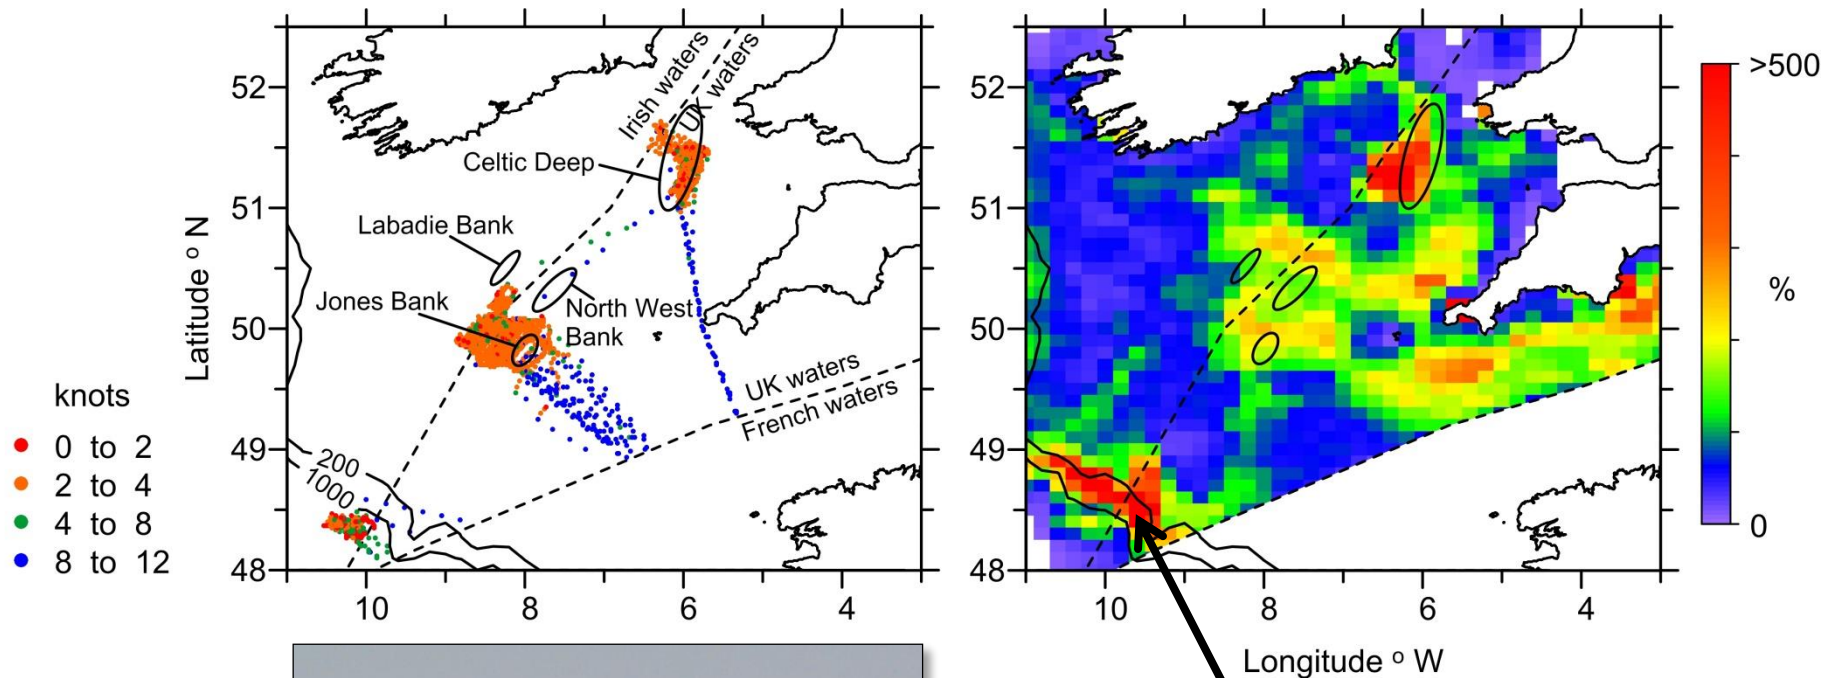 52
51
50
49
48
10
8
6
4
Latitude º N
Irish waters
UK waters
Celtic Deep
Labadie Bank
Jones Bank
North West
Bank
UK waters
French waters
200
1000
knots
0 to 2
2 to 4
4 to 8
8 to 12
52
51
50
49
48
10
8
6
4
Longitude º W
>500
%
0